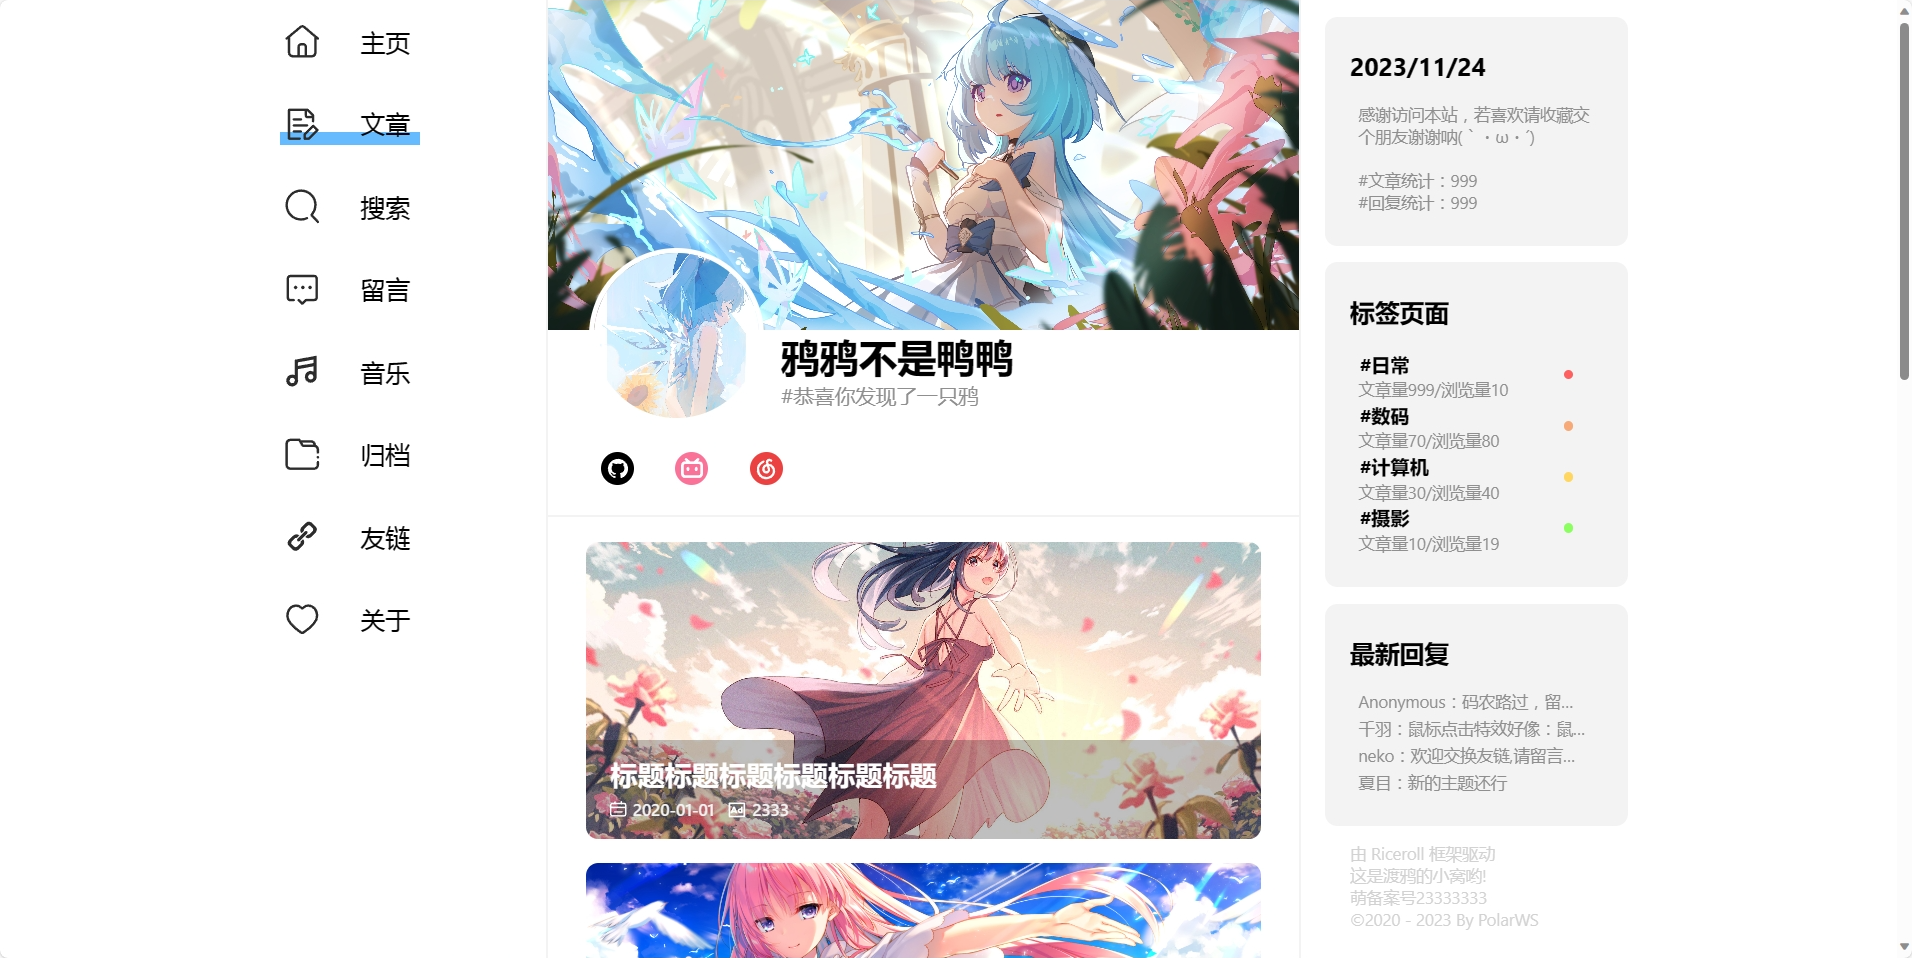 主页
文章
搜索
留言
音乐
归档
友链
关于
鸦鸦不是鸭鸭
#恭喜你发现了一只鸦
标题标题标题标题标题标题
2020-01-01 Ad 2333
2023/11/24
感谢访问本站，若喜欢请收藏交
个朋友谢谢呐(｀・ω・´)
#文章统计：999
#回复统计：999
标签页面
#日常
文章量999/浏览量10
#数码
文章量70/浏览量80
#计算机
文章量30/浏览量40
#摄影
文章量10/浏览量19
最新回复
Anonymous：码农路过，留...
千羽：鼠标点击特效好像：鼠...
neko：欢迎交换友链,请留言...
夏目：新的主题还行
由 Riceroll 框架驱动
这是渡鸦的小窝哟!
萌备案号23333333
©2020 - 2023 By PolarWS